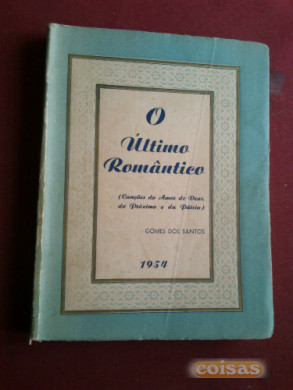 O
Último
Romântico
(Canções do Amor de Deus,
do Próximo e da Pátria)
GOMES DOS SANTOS
1954
coisas